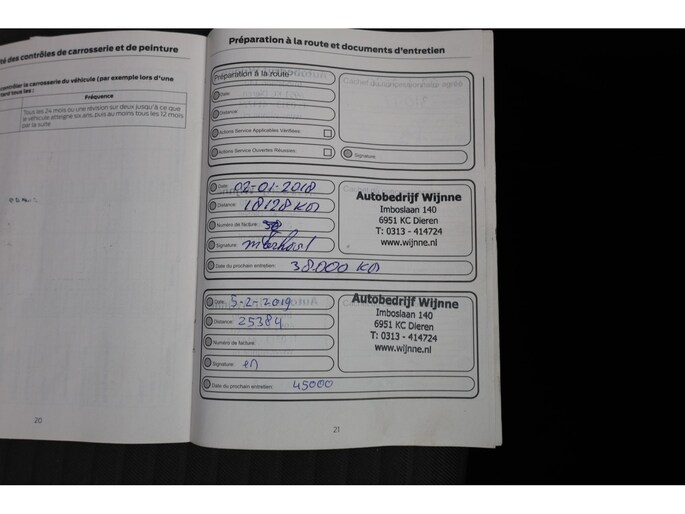 té des contrôles de carrosserie et de peinture
contrôler la carrosserie du véhicule (par exemple lors d'une
tous les :
Fréquence
Tous les 24 mois ou une révision sur deux jusqu'à ce que
le véhicule atteigne six ans, puis au moins tous les 12 mois
par la suite
20
Préparation à la route et documents d'entretien
Préparation à la route
Date:
Distance:
Actions Service Applicables Vérifiées:
Actions Service Ouvertes Réussies:
Signature:
Date: 02-01-2018
Distance: 18128 KM
Numéro de facture:
Signature:
Date du prochain entretien: 38.000 KM
Autobedrijf Wijnne
Imboslaan 140
6951 KC Dieren
T: 0313 - 414724
www.wijnne.nl
Date: 5-2-2019
Distance: 25384
Numéro de facture:
Signature:
Date du prochain entretien: 45000
Autobedrijf Wijnne
Imboslaan 140
6951 KC Dieren
T: 0313 - 414724
www.wijnne.nl
21